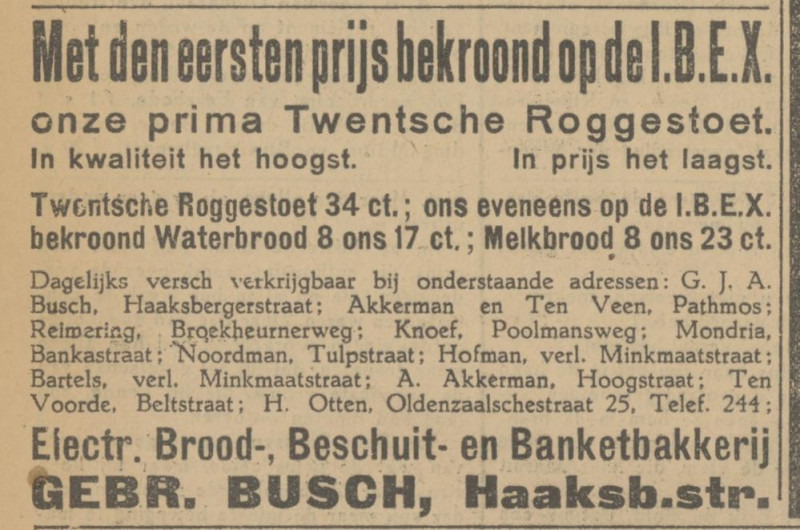 Met den eersten prijs bekroond op de I.B.E.X.
onze prima Twentsche Roggestoet.
In kwaliteit het hoogst. In prijs het laagst.
Twentsche Roggestoet 34 ct.; ons eveneens op de I.B.E.X.
bekroond Waterbrood 8 ons 17 ct.; Melkbrood 8 ons 23 ct.
Dagelijks versch verkrijgbaar bij onderstaande adressen: G. J. A.
Busch, Haaksbergerstraat; Akkerman en Ten Veen, Pathmos;
Reimering, Broekheurnerweg; Knoef, Poolmansweg; Mondria,
Bankastraat; Noordman, Tulpstraat; Hofman, verl. Minkmaatstraat;
Bartels, verl. Minkmaatstraat; A. Akkerman, Hoogstraat; Ten
Voorde, Beltstraat; H. Otten, Oldenzaalschestraat 25, Telef. 244;
Electr. Brood-, Beschuit- en Banketbakkerij
GEBR. BUSCH, Haaksb.str.